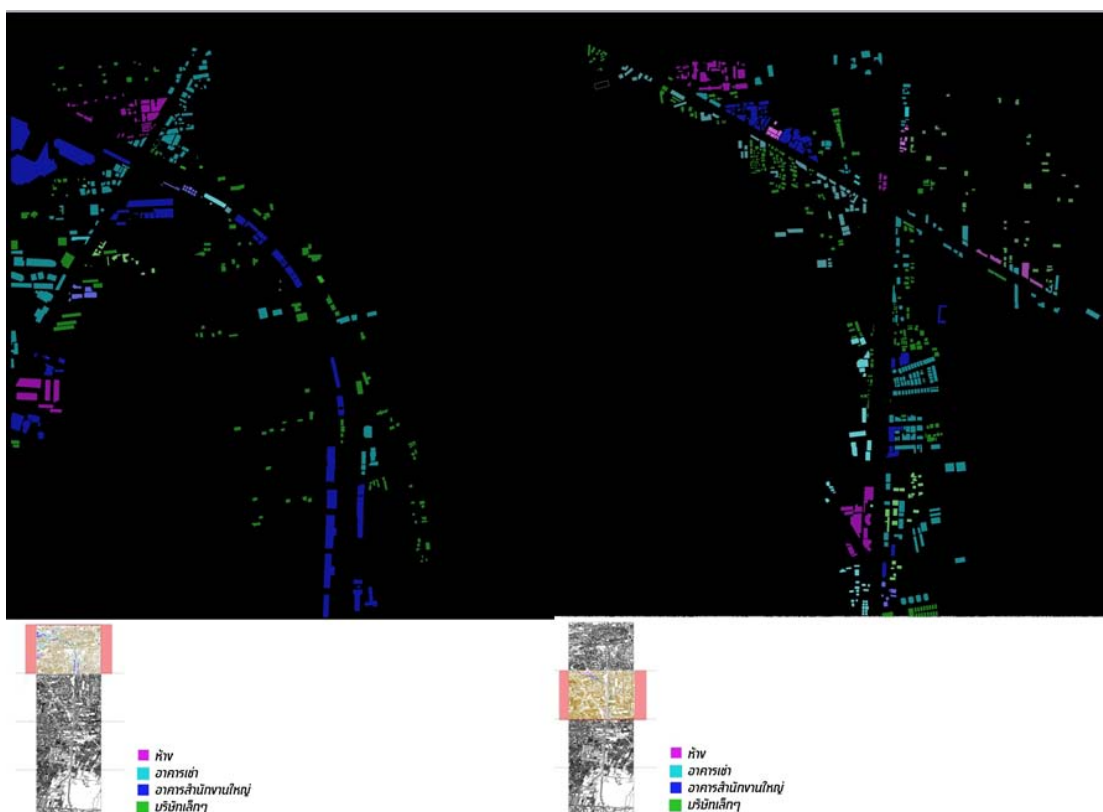 ห้าง
อาคารเช่า
อาคารสำนักงานใหญ่
บริษัทเล็กๆ
ห้าง
อาคารเช่า
อาคารสำนักงานใหญ่
บริษัทเล็กๆ